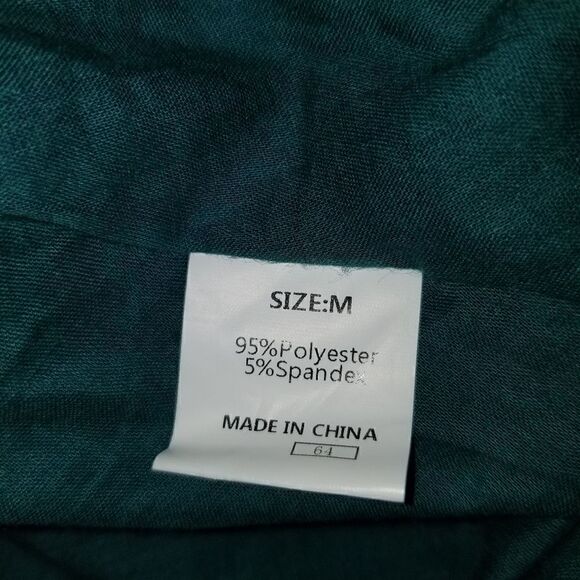 SIZE:M
95%Polyester
5%Spandex
MADE IN CHINA
64